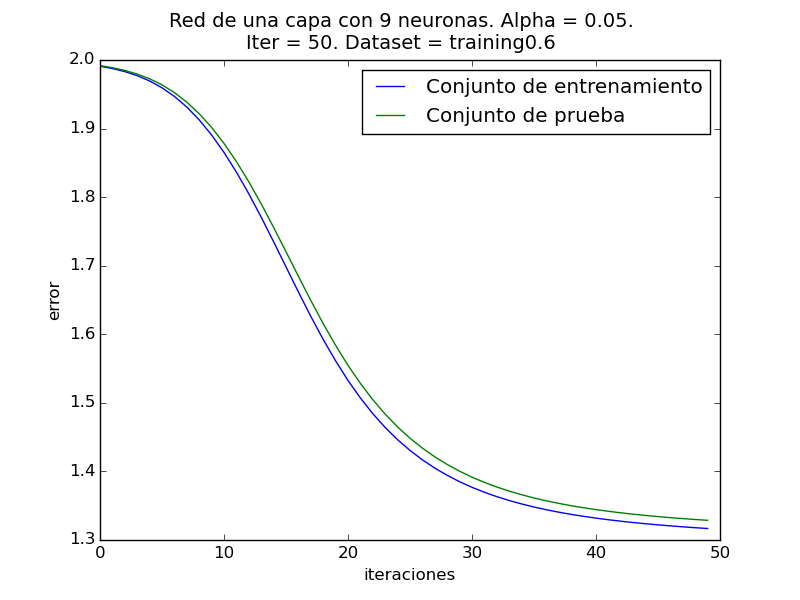 Red de una capa con 9 neuronas. Alpha = 0.05.
Iter = 50. Dataset = training0.6
Conjunto de entrenamiento
Conjunto de prueba
2.0
1.9
1.8
1.7
1.6
1.5
1.4
1.3
error
0 10 20 30 40 50
iteraciones